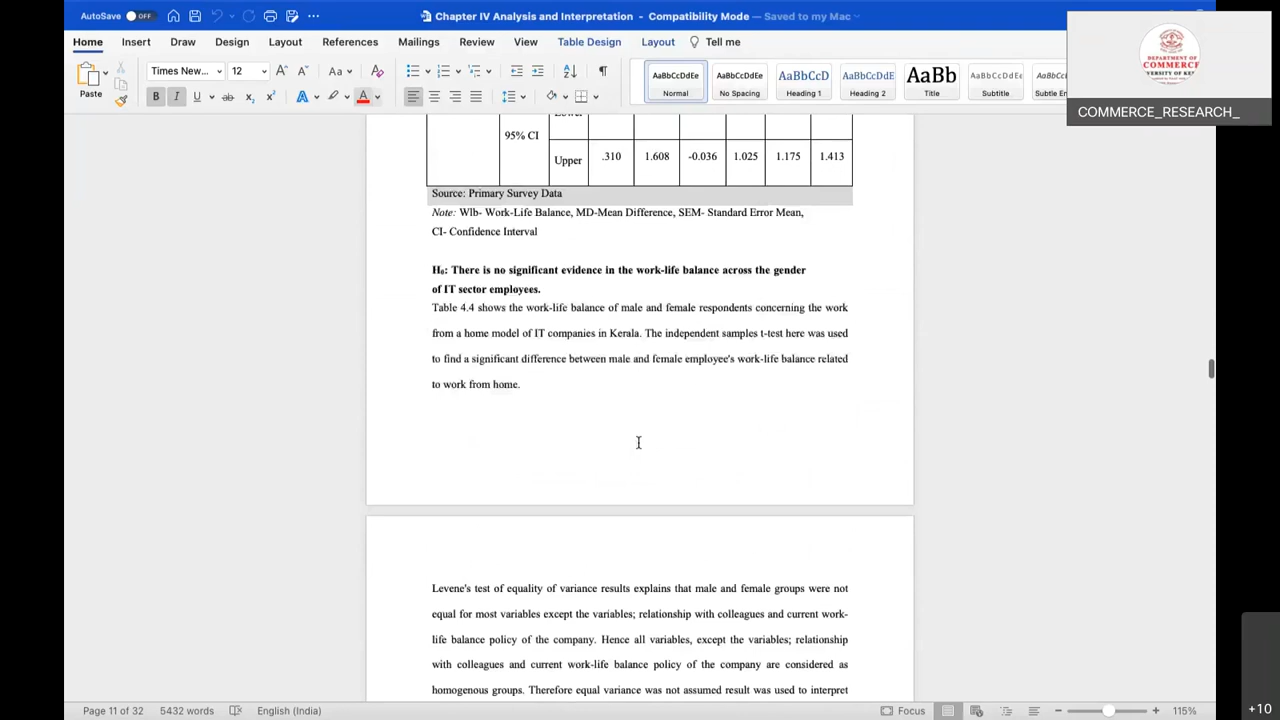 AutoSave OFF
Chapter IV Analysis and Interpretation - Compatibility Mode — Saved to my Mac
Home Insert Draw Design Layout References Mailings Review View Table Design Layout Tell me
Paste
Times New... 12
Aa
AaBbCcDdEe
Normal
AaBbCcDdEe
No Spacing
AaBbCcD
Heading 1
AaBbCcDdE
Heading 2
AaBb
Title
AaBbCcDdEe
Subtitle
AaBbCcDdEe
DEPARTMENT OF
COMMERCE
COMMERCE_RESEARCH_
95% CI
Upper .310 1.608 -0.036 1.025 1.175 1.413
Source: Primary Survey Data
Note: Wlb- Work-Life Balance, MD-Mean Difference, SEM- Standard Error Mean,
CI- Confidence Interval
H₀: There is no significant evidence in the work-life balance across the gender
of IT sector employees.
Table 4.4 shows the work-life balance of male and female respondents concerning the work
from a home model of IT companies in Kerala. The independent samples t-test here was used
to find a significant difference between male and female employee's work-life balance related
to work from home.
Levene's test of equality of variance results explains that male and female groups were not
equal for most variables except the variables; relationship with colleagues and current work-
life balance policy of the company. Hence all variables, except the variables; relationship
with colleagues and current work-life balance policy of the company are considered as
homogenous groups. Therefore equal variance was not assumed result was used to interpret
Page 11 of 32 5432 words English (India) Focus 115%
+10